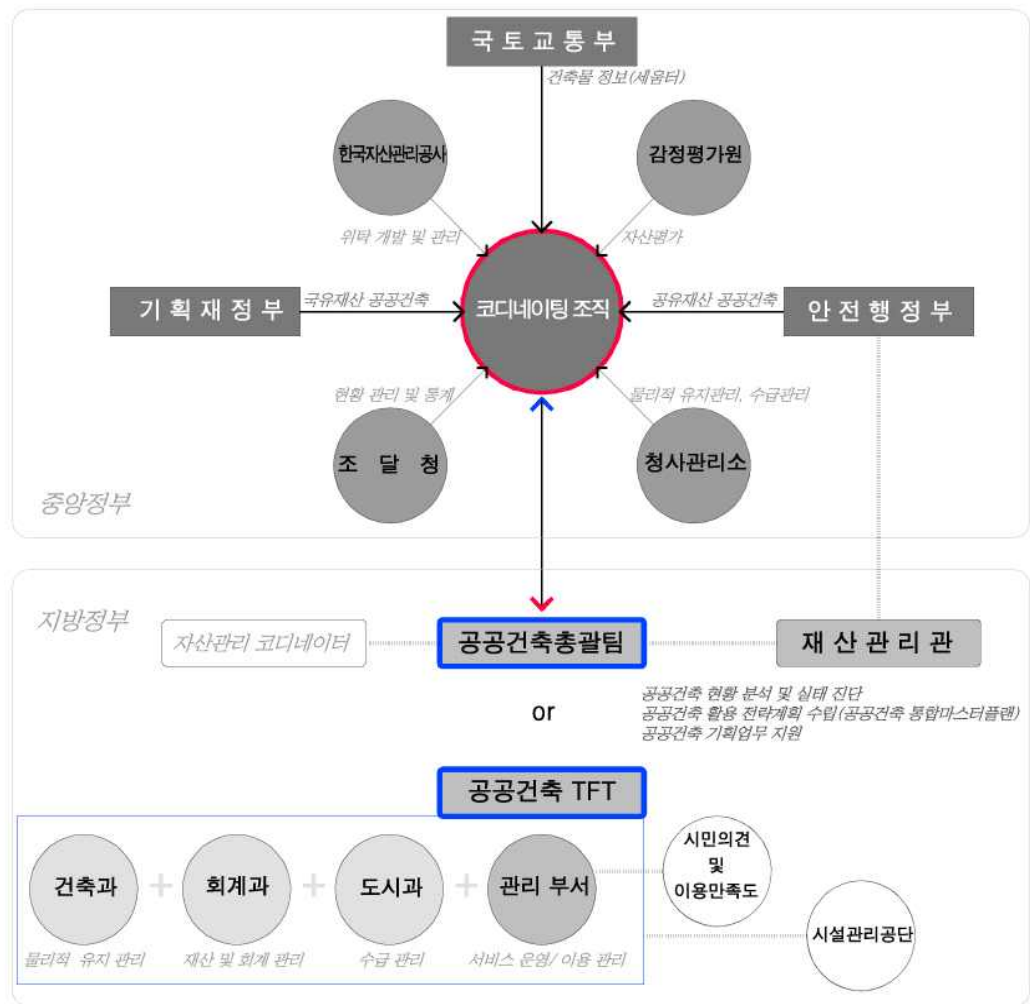 국토교통부
건축물 정보(세움터)
한국자산관리공사
감정평가원
위탁 개발 및 관리
자산평가
기획재정부
국유재산 공공건축
코디네이팅 조직
공유재산 공공건축
안전행정부
현황 관리 및 통계
물리적 유지관리, 수급관리
조 달 청
청사관리소
중앙정부
지방정부
자산관리 코디네이터
공공건축총괄팀
재산관리관
or
공공건축 현황 분석 및 실태 진단
공공건축 활용 전략계획 수립(공공건축 통합마스터플랜)
공공건축 기획업무 지원
공공건축 TFT
시민의견
및
이용만족도
건축과
+
회계과
+
도시과
+
관리 부서
시설관리공단
물리적 유지 관리
재산 및 회계 관리
수급 관리
서비스 운영/ 이용 관리